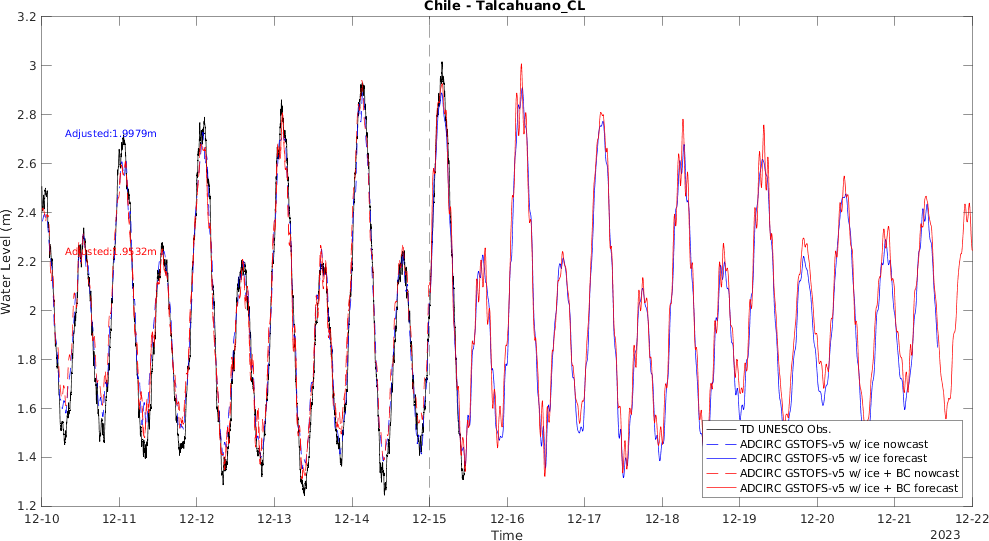 Chile - Talcahuano_CL
Water Level (m)
3.2
3
2.8
2.6
2.4
2.2
2
1.8
1.6
1.4
1.2
Adjusted:1.9979m
Adjusted:1.9532m
TD UNESCO Obs.
ADCIRC GSTOFS-v5 w/ ice nowcast
ADCIRC GSTOFS-v5 w/ ice forecast
ADCIRC GSTOFS-v5 w/ ice + BC nowcast
ADCIRC GSTOFS-v5 w/ ice + BC forecast
12-10 12-11 12-12 12-13 12-14 12-15 12-16 12-17 12-18 12-19 12-20 12-21 12-22
Time
2023